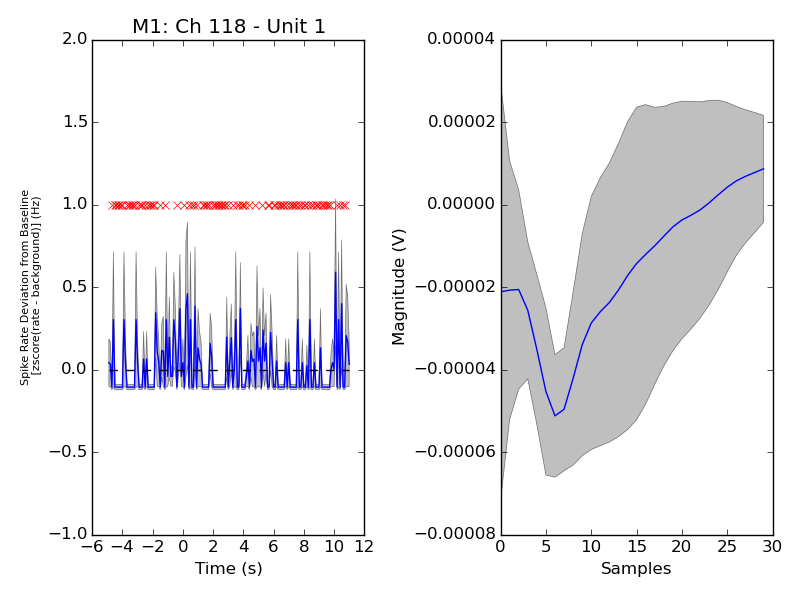 M1: Ch 118 - Unit 1
2.0
1.5
1.0
0.5
0.0
−0.5
−1.0
−6 −4 −2 0 2 4 6 8 10 12
Time (s)
Spike Rate Deviation from Baseline
[zscore(rate - background)] (Hz)
0.00004
0.00002
0.00000
−0.00002
−0.00004
−0.00006
−0.00008
0 5 10 15 20 25 30
Samples
Magnitude (V)